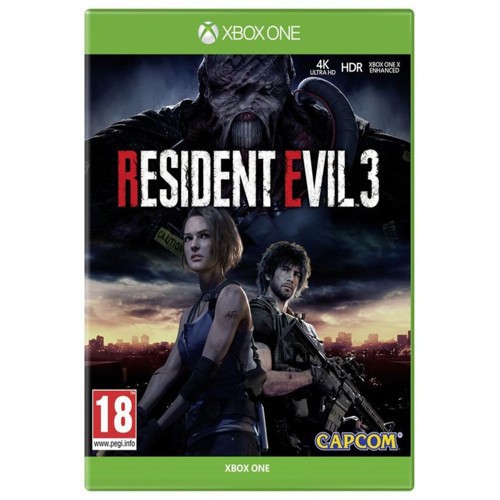 XBOX ONE
4K
ULTRA HD
HDR
XBOX ONE X
ENHANCED
RESIDENT EVIL.3
CAUTION
18
www.pegi.info
CAPCOM
XBOX ONE